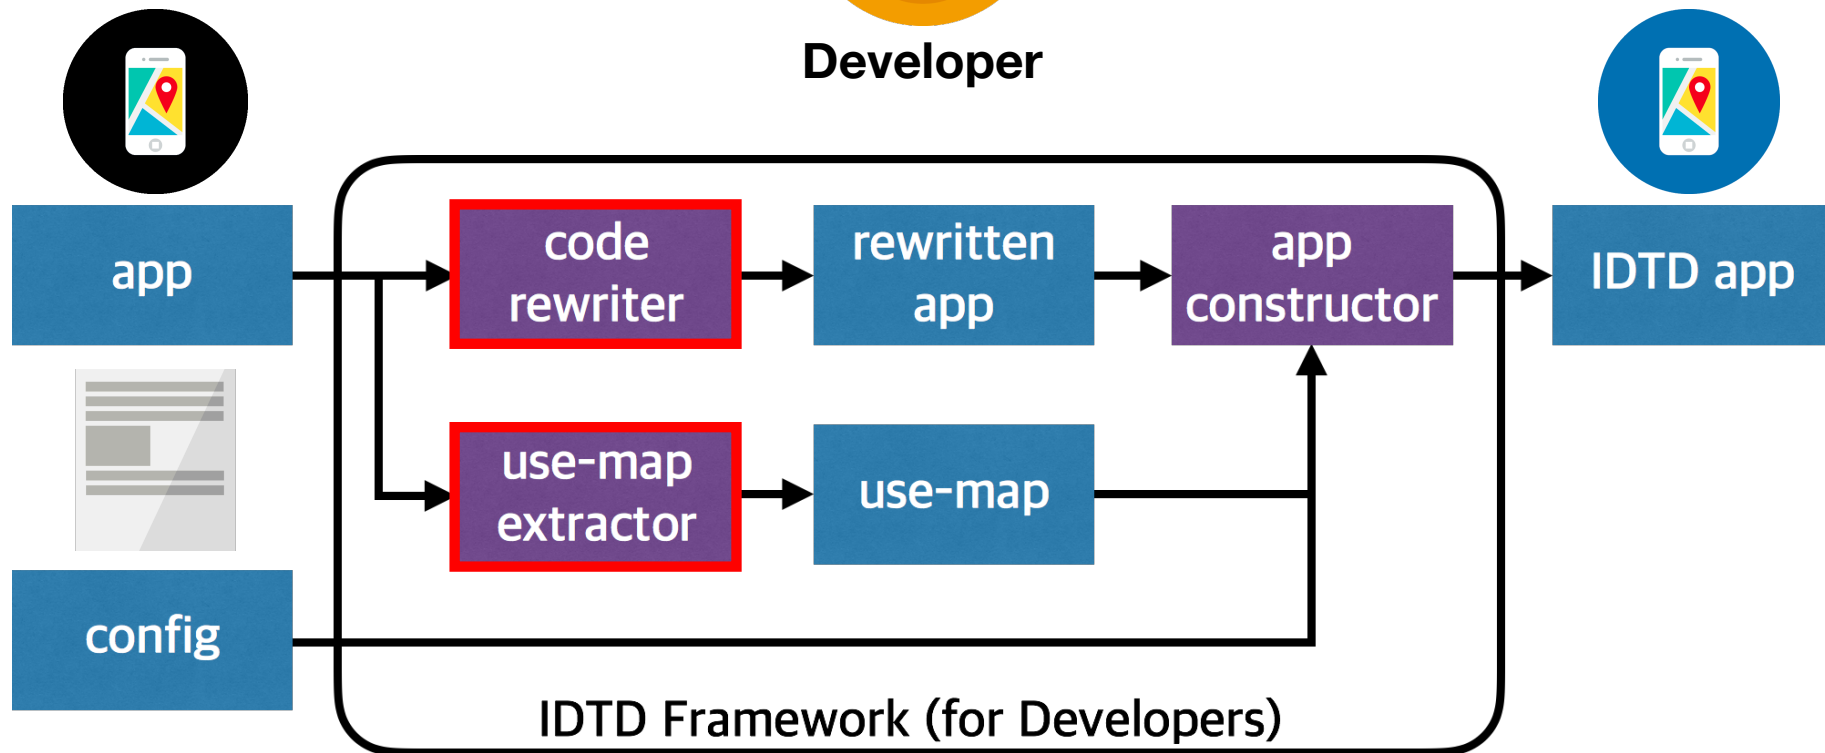 Developer
app
code
rewriter
rewritten
app
app
constructor
IDTD app
use-map
extractor
use-map
config
IDTD Framework (for Developers)